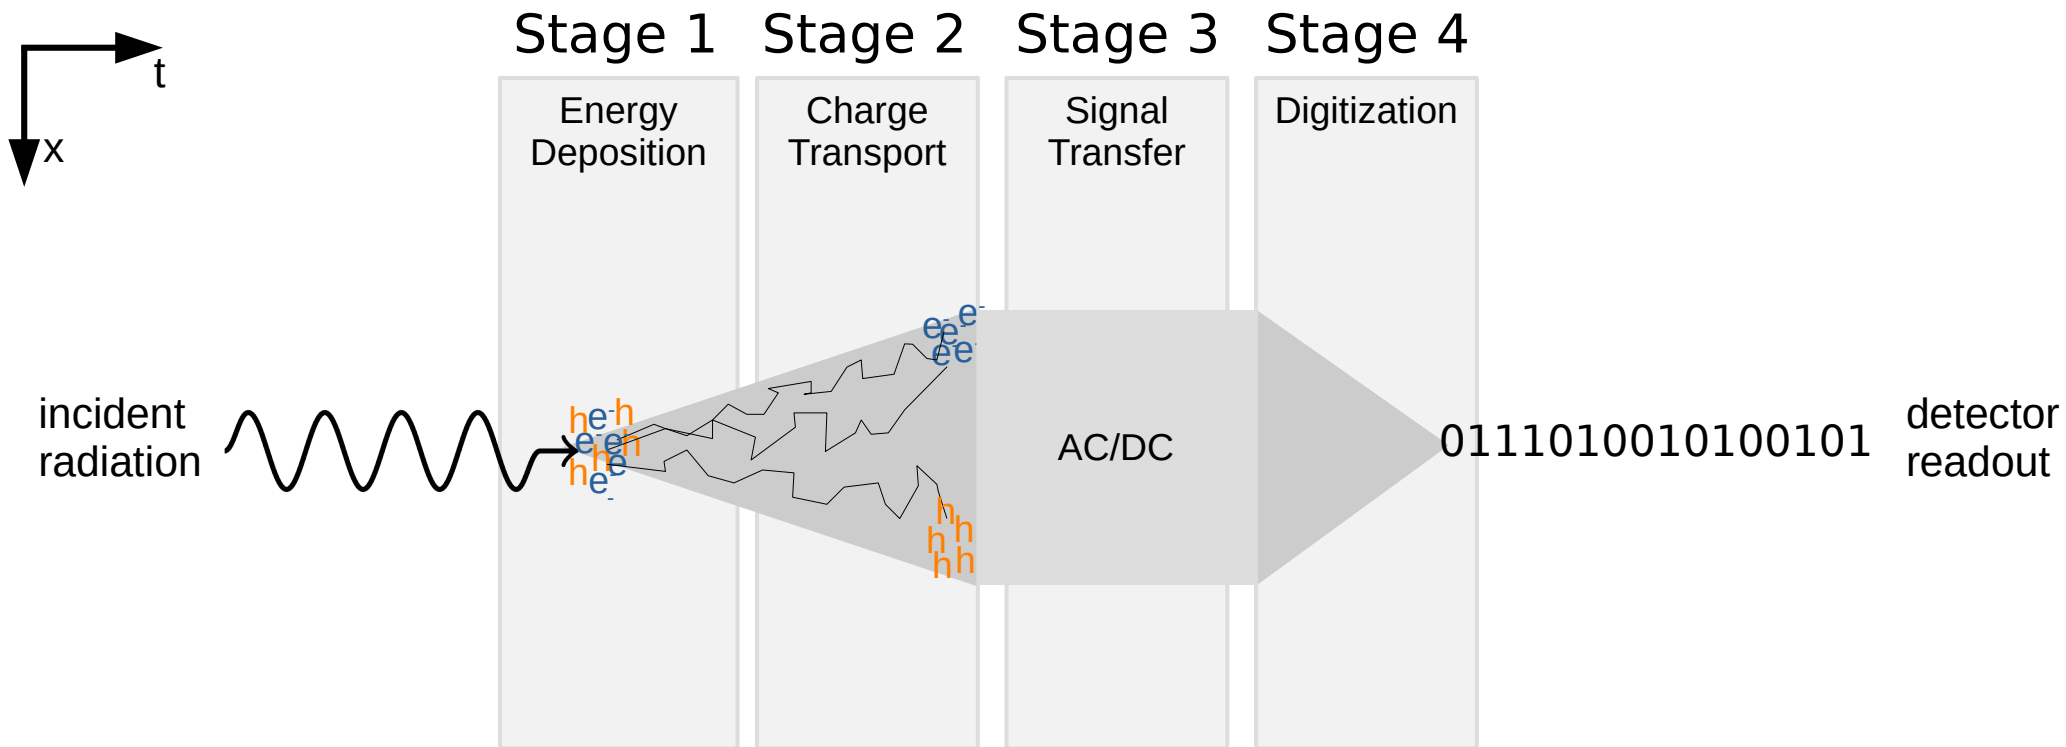 Stage 1
Stage 2
Stage 3
Stage 4
t
x
Energy
Deposition
Charge
Transport
Signal
Transfer
Digitization
incident
radiation
h e- h
e- e h
h h e
e-
e- e-
e-
e- e-
h
h h
h h
AC/DC
0111010010100101
detector
readout